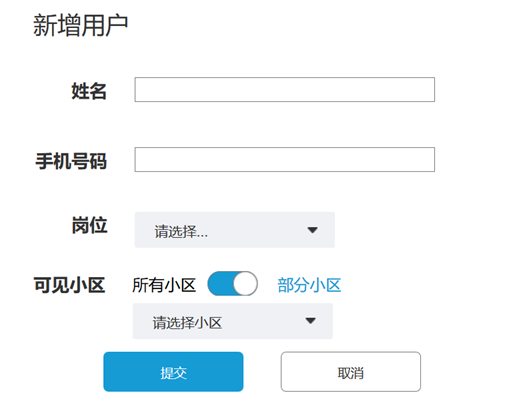 新增用户
姓名
手机号码
岗位 请选择...
可见小区 所有小区 部分小区
请选择小区
提交 取消